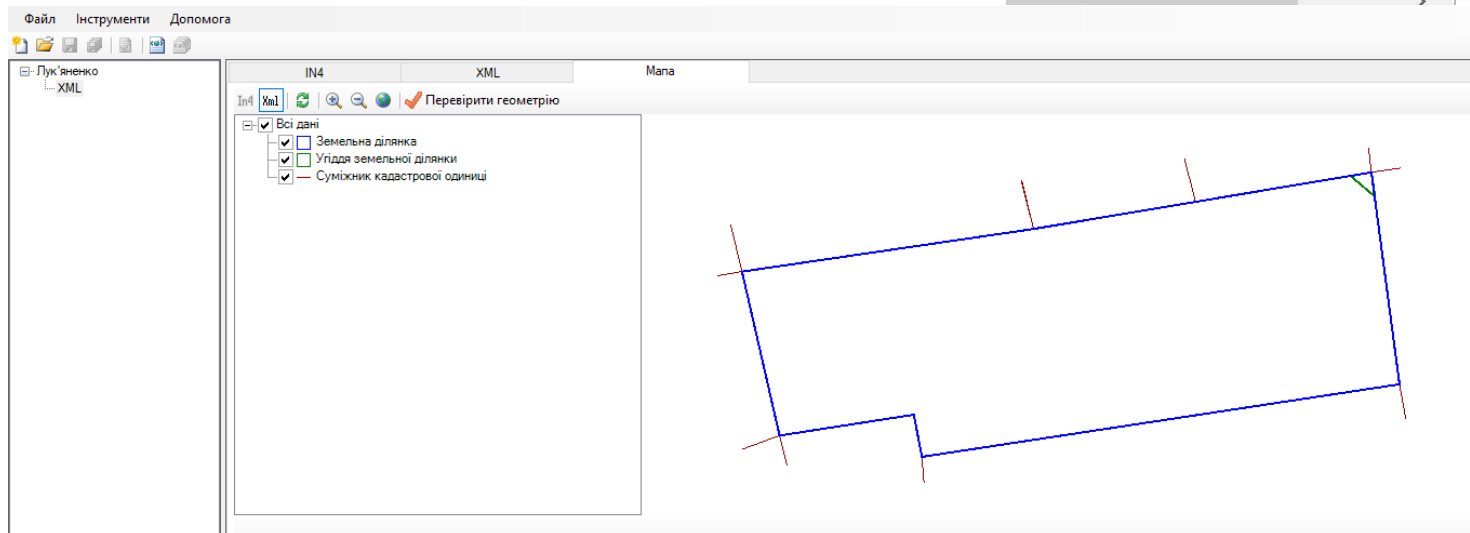 Файл Інструменти Допомога
Лук'яненко
XML
IN4 XML Мапа
In4 Xml Перевірити геометрію
Всі дані
Земельна ділянка
Угіддя земельної ділянки
Суміжник кадастрової одиниці